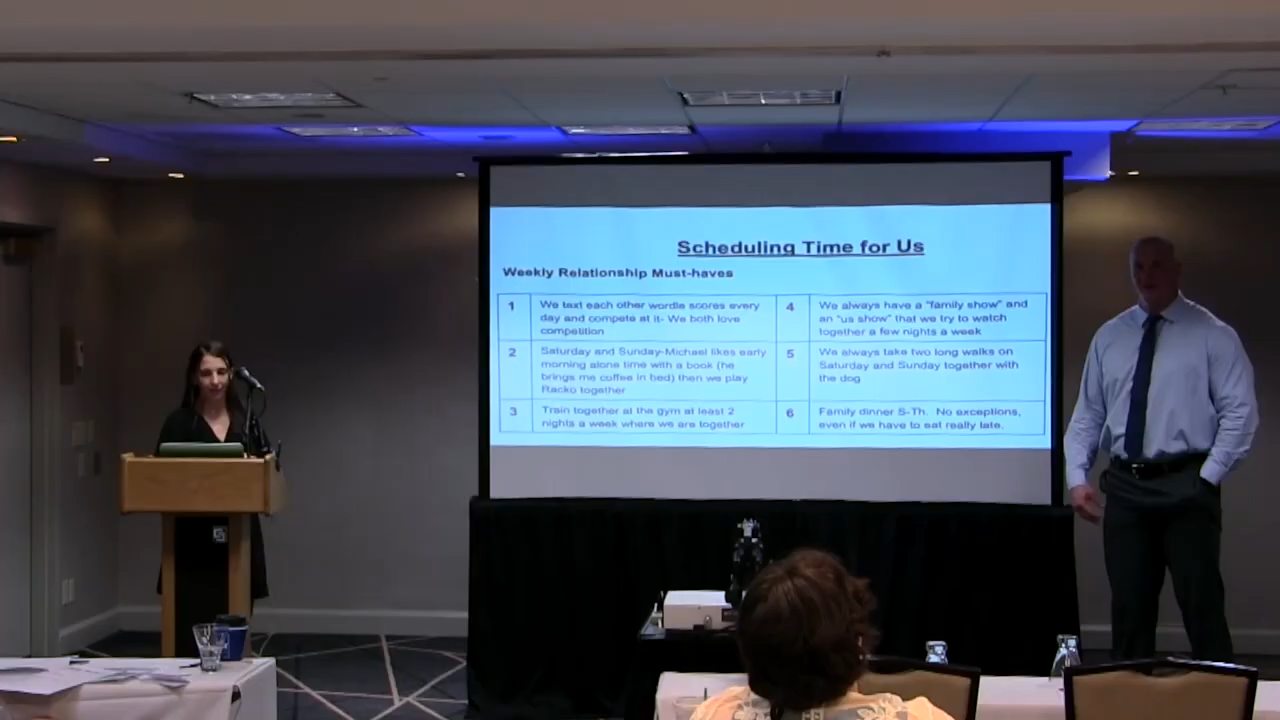 Scheduling Time for Us
Weekly Relationship Must-haves
1
We text each other wordle scores every
day and compete at it- We both love
competition
2
Saturday and Sunday-Michael likes early
morning alone time with a book (he
brings me coffee in bed) then we play
Racko together
3
Train together at the gym at least 2
nights a week where we are together
4
We always have a "family show" and
an "us show" that we try to watch
together a few nights a week
5
We always take two long walks on
Saturday and Sunday together with
the dog
6
Family dinner S-Th. No exceptions,
even if we have to eat really late.